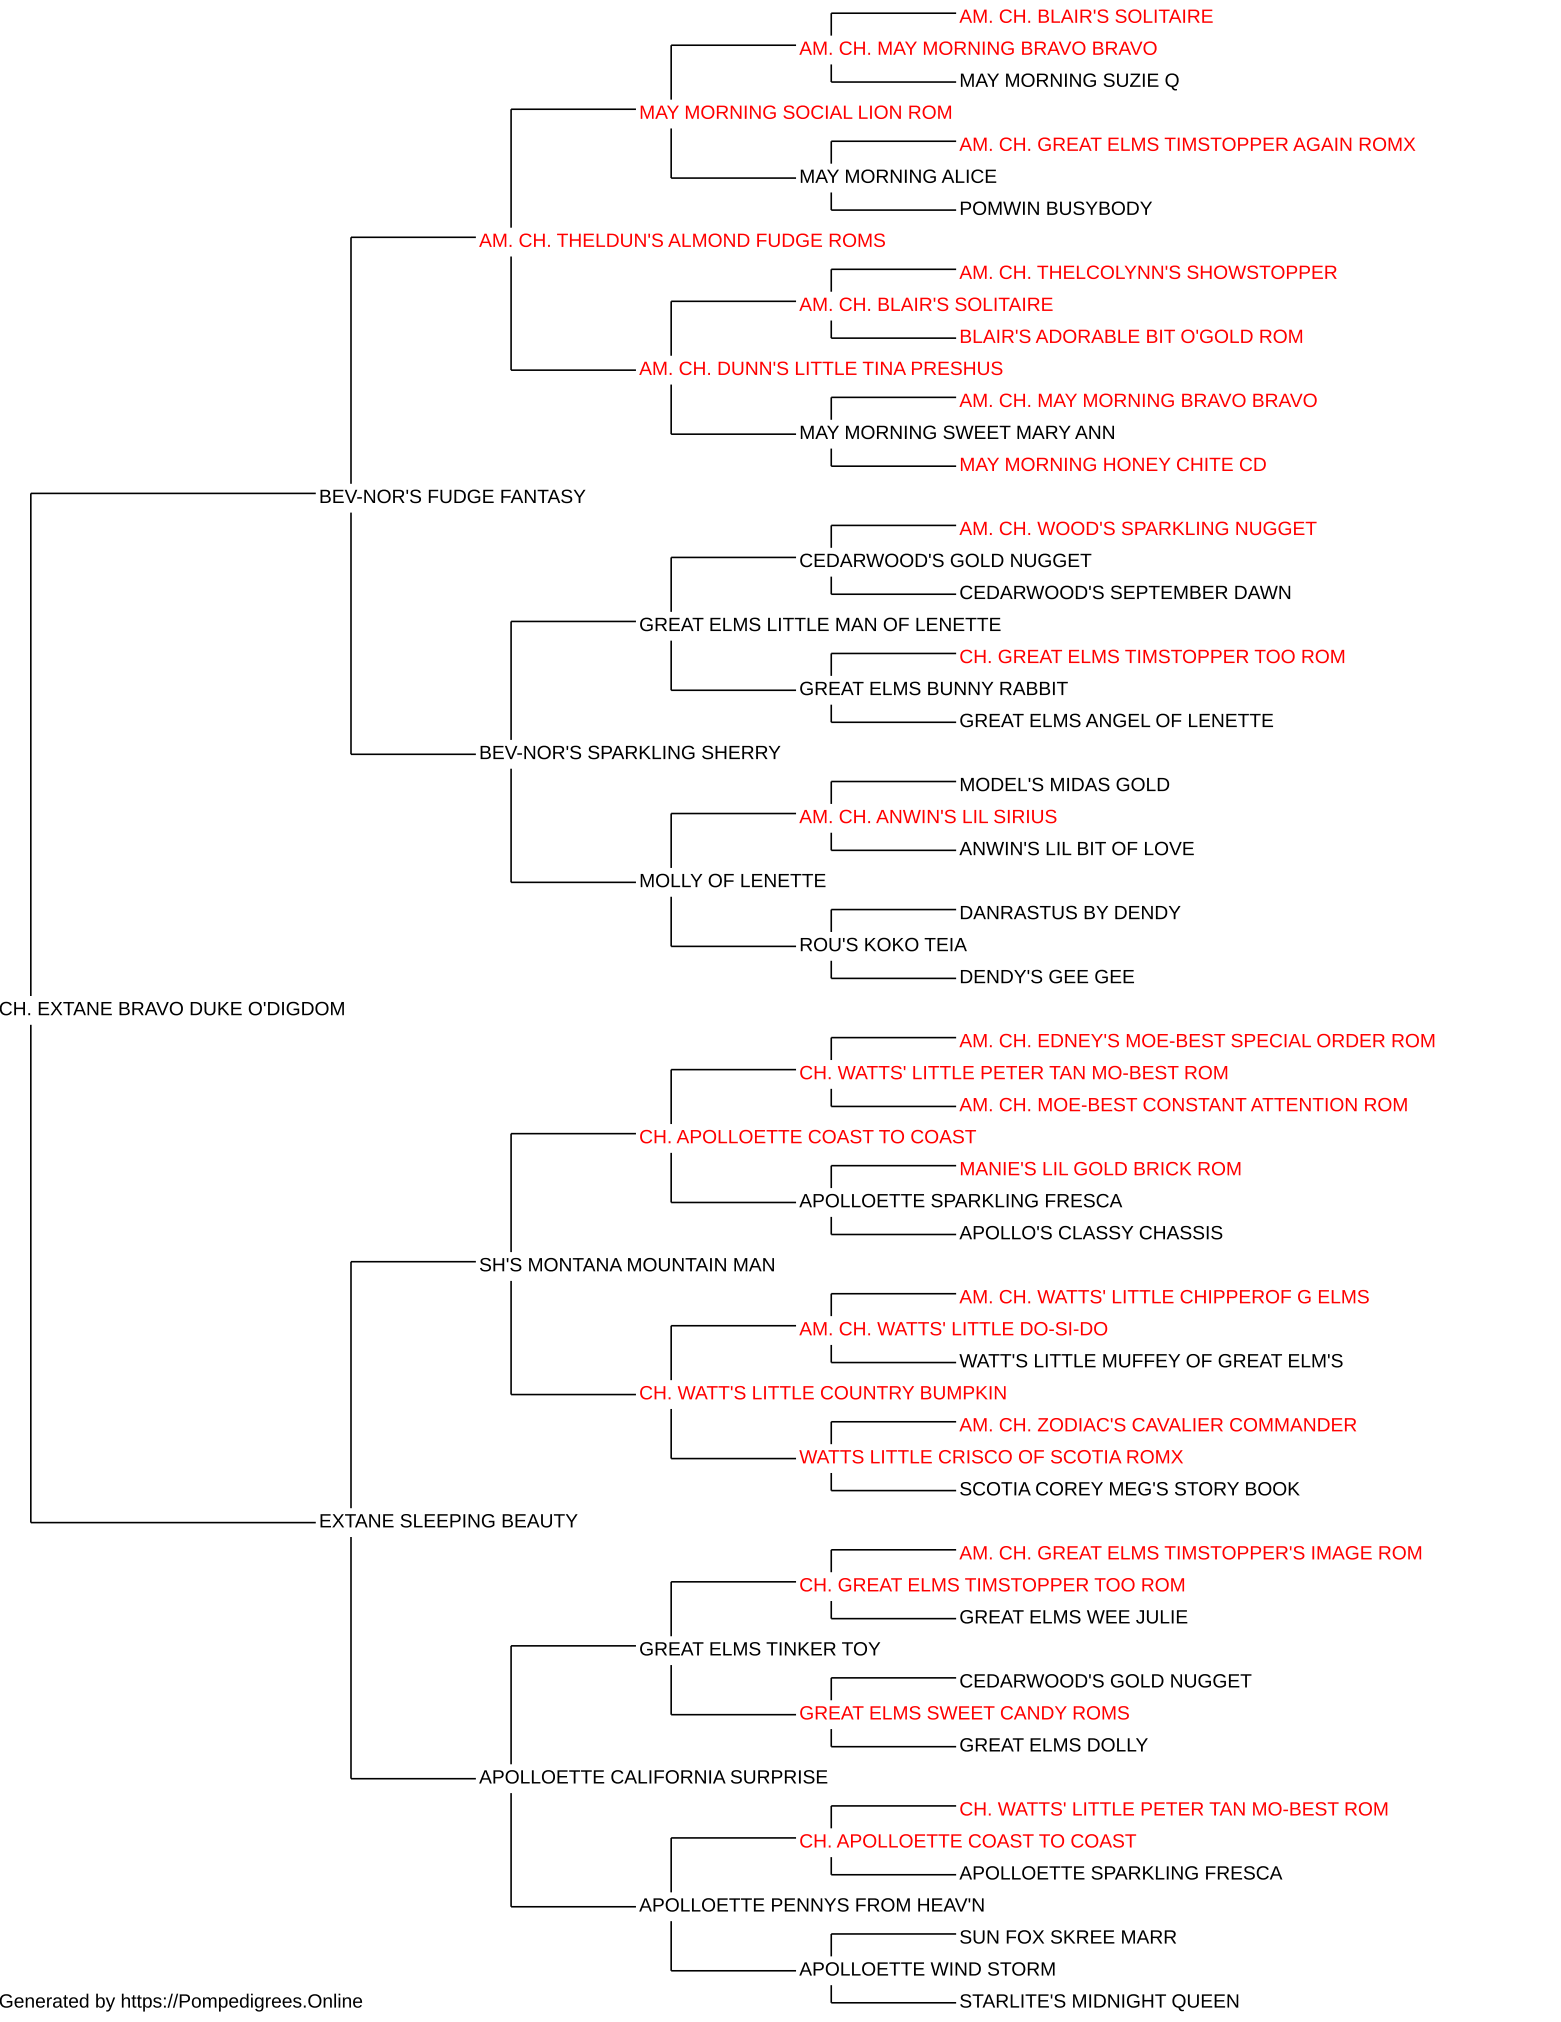 AM. CH. BLAIR'S SOLITAIRE
AM. CH. MAY MORNING BRAVO BRAVO
MAY MORNING SUZIE Q
MAY MORNING SOCIAL LION ROM
AM. CH. GREAT ELMS TIMSTOPPER AGAIN ROMX
MAY MORNING ALICE
POMWIN BUSYBODY
AM. CH. THELDUN'S ALMOND FUDGE ROMS
AM. CH. THELCOLYNN'S SHOWSTOPPER
AM. CH. BLAIR'S SOLITAIRE
BLAIR'S ADORABLE BIT O'GOLD ROM
AM. CH. DUNN'S LITTLE TINA PRESHUS
AM. CH. MAY MORNING BRAVO BRAVO
MAY MORNING SWEET MARY ANN
MAY MORNING HONEY CHITE CD
BEV-NOR'S FUDGE FANTASY
AM. CH. WOOD'S SPARKLING NUGGET
CEDARWOOD'S GOLD NUGGET
CEDARWOOD'S SEPTEMBER DAWN
GREAT ELMS LITTLE MAN OF LENETTE
CH. GREAT ELMS TIMSTOPPER TOO ROM
GREAT ELMS BUNNY RABBIT
GREAT ELMS ANGEL OF LENETTE
BEV-NOR'S SPARKLING SHERRY
MODEL'S MIDAS GOLD
AM. CH. ANWIN'S LIL SIRIUS
ANWIN'S LIL BIT OF LOVE
MOLLY OF LENETTE
DANRASTUS BY DENDY
ROU'S KOKO TEIA
DENDY'S GEE GEE
CH. EXTANE BRAVO DUKE O'DIGDOM
AM. CH. EDNEY'S MOE-BEST SPECIAL ORDER ROM
CH. WATTS' LITTLE PETER TAN MO-BEST ROM
AM. CH. MOE-BEST CONSTANT ATTENTION ROM
CH. APOLLOETTE COAST TO COAST
MANIE'S LIL GOLD BRICK ROM
APOLLOETTE SPARKLING FRESCA
APOLLO'S CLASSY CHASSIS
SH'S MONTANA MOUNTAIN MAN
AM. CH. WATTS' LITTLE CHIPPEROF G ELMS
AM. CH. WATTS' LITTLE DO-SI-DO
WATT'S LITTLE MUFFEY OF GREAT ELM'S
CH. WATT'S LITTLE COUNTRY BUMPKIN
AM. CH. ZODIAC'S CAVALIER COMMANDER
WATTS LITTLE CRISCO OF SCOTIA ROMX
SCOTIA COREY MEG'S STORY BOOK
EXTANE SLEEPING BEAUTY
AM. CH. GREAT ELMS TIMSTOPPER'S IMAGE ROM
CH. GREAT ELMS TIMSTOPPER TOO ROM
GREAT ELMS WEE JULIE
GREAT ELMS TINKER TOY
CEDARWOOD'S GOLD NUGGET
GREAT ELMS SWEET CANDY ROMS
GREAT ELMS DOLLY
APOLLOETTE CALIFORNIA SURPRISE
CH. WATTS' LITTLE PETER TAN MO-BEST ROM
CH. APOLLOETTE COAST TO COAST
APOLLOETTE SPARKLING FRESCA
APOLLOETTE PENNYS FROM HEAV'N
SUN FOX SKREE MARR
APOLLOETTE WIND STORM
STARLITE'S MIDNIGHT QUEEN
Generated by https://Pompedigrees.Online